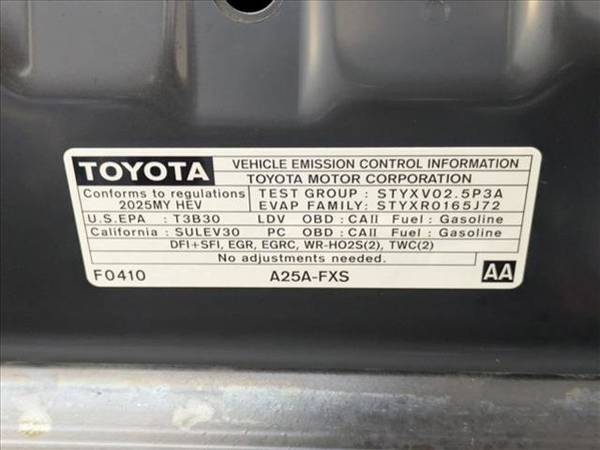 TOYOTA
VEHICLE EMISSION CONTROL INFORMATION
TOYOTA MOTOR CORPORATION
Conforms to regulations
2025MY HEV
TEST GROUP : STYXV02.5P3A
EVAP FAMILY: STYXR0165J72
U.S.EPA : T3B30 LDV OBD : CAII Fuel : Gasoline
California : SULEV30 PC OBD : CAII Fuel : Gasoline
DFI+SFI, EGR, EGRC, WR-HO2S(2), TWC(2)
No adjustments needed.
F0410 A25A-FXS AA